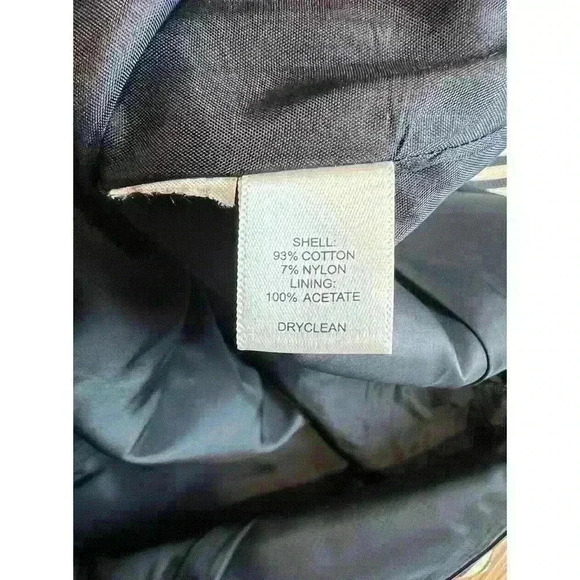 SHELL:
93% COTTON
7% NYLON
LINING:
100% ACETATE
DRYCLEAN